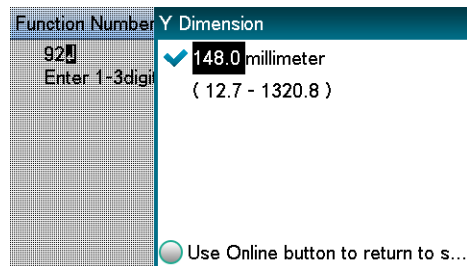 Function Number
92
Enter 1-3digi
Y Dimension
148.0 millimeter
( 12.7 - 1320.8 )
Use Online button to return to s...